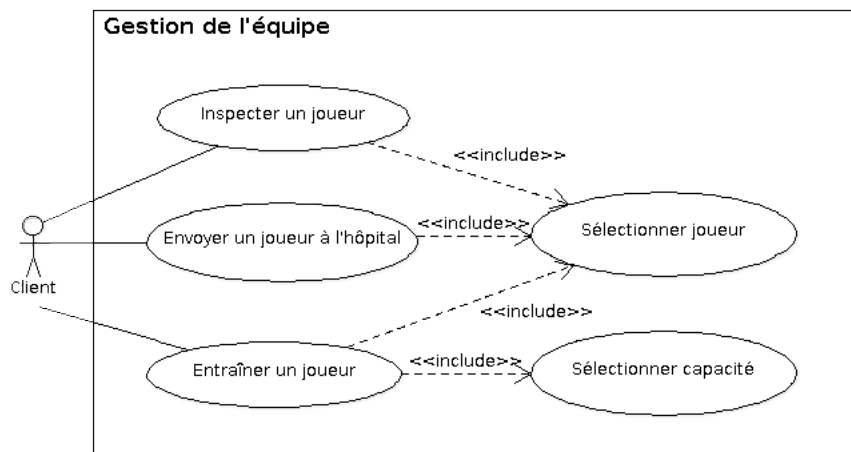 Gestion de l'équipe
Inspecter un joueur
<<include>>
Envoyer un joueur à l'hôpital
<<include>>
Sélectionner joueur
Client
<<include>>
Entraîner un joueur
<<include>>
Sélectionner capacité